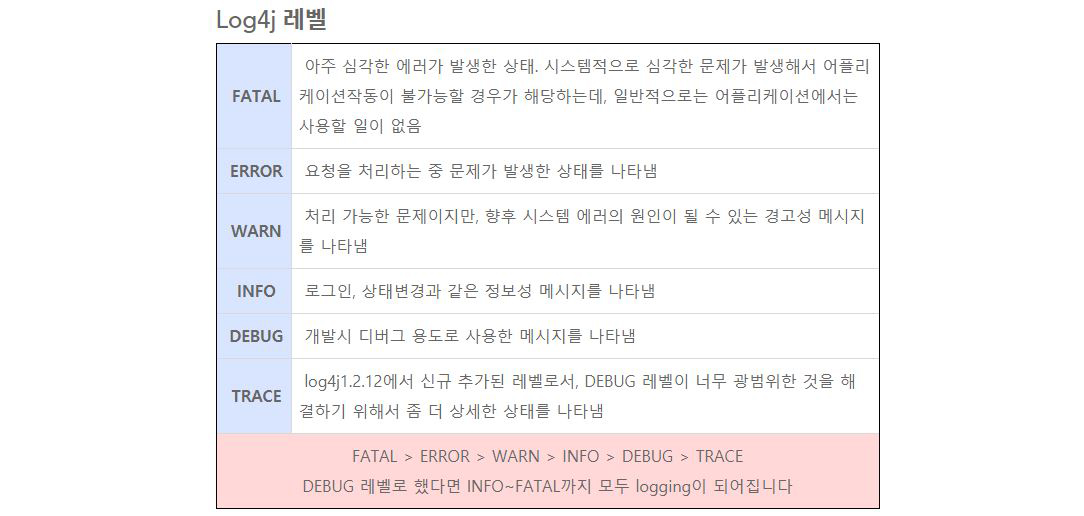 Log4j 레벨
FATAL
아주 심각한 에러가 발생한 상태. 시스템적으로 심각한 문제가 발생해서 어플리
케이션작동이 불가능할 경우가 해당하는데, 일반적으로는 어플리케이션에서는
사용할 일이 없음
ERROR
요청을 처리하는 중 문제가 발생한 상태를 나타냄
WARN
처리 가능한 문제이지만, 향후 시스템 에러의 원인이 될 수 있는 경고성 메시지
를 나타냄
INFO
로그인, 상태변경과 같은 정보성 메시지를 나타냄
DEBUG
개발시 디버그 용도로 사용한 메시지를 나타냄
TRACE
log4j1.2.12에서 신규 추가된 레벨로서, DEBUG 레벨이 너무 광범위한 것을 해
결하기 위해서 좀 더 상세한 상태를 나타냄
FATAL > ERROR > WARN > INFO > DEBUG > TRACE
DEBUG 레벨로 했다면 INFO~FATAL까지 모두 logging이 되어집니다